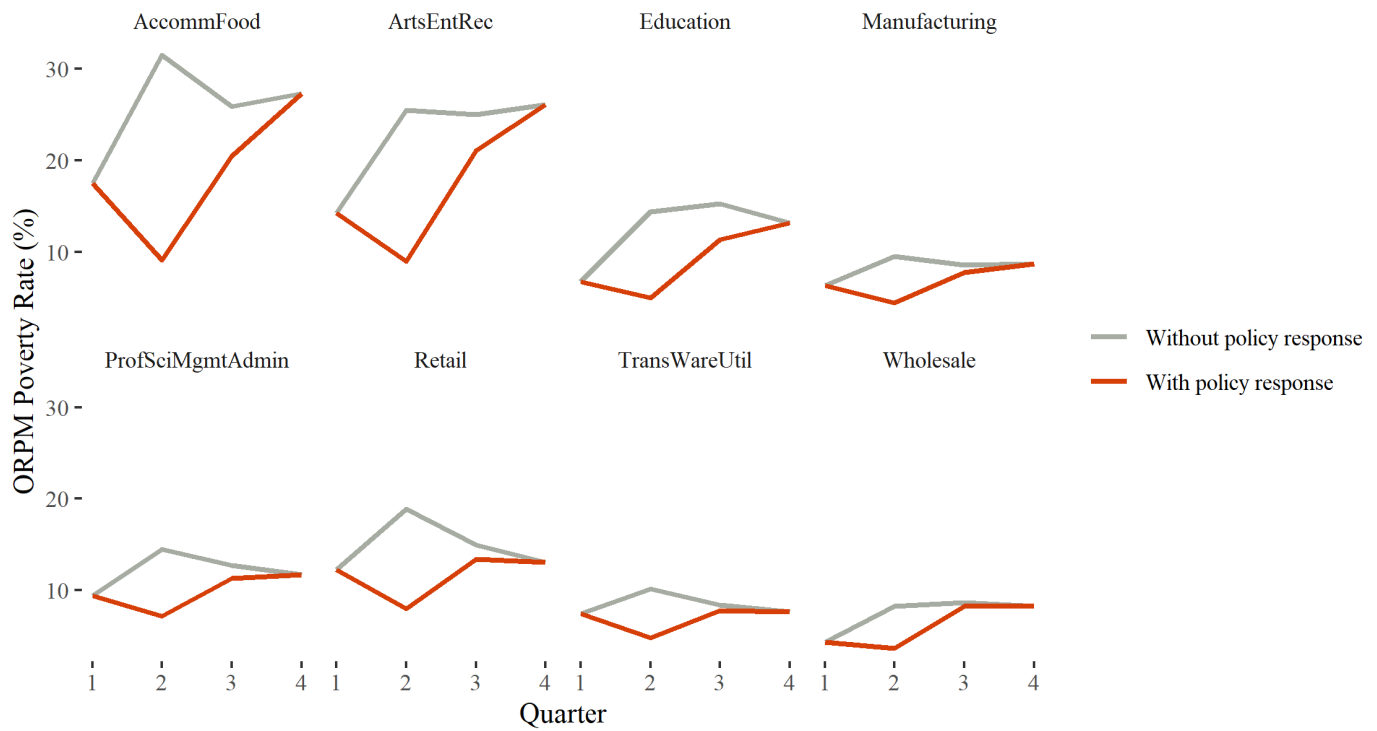 AccommFood ArtsEntRec Education Manufacturing
30
20
10
ProfSciMgmtAdmin Retail TransWareUtil Wholesale
30
20
10
1 2 3 4 1 2 3 4 1 2 3 4 1 2 3 4
Quarter
ORPM Poverty Rate (%)
Without policy response
With policy response